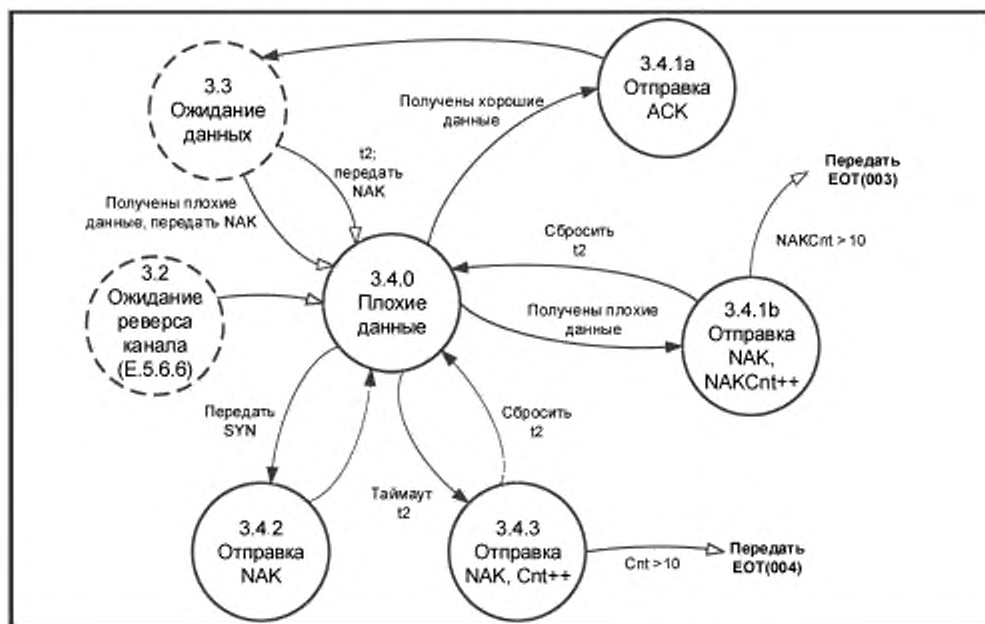 3.3
Ожидание
данных
3.4.1a
Отправка
ACK
Получены хорошие
данные
t2;
передать
NAK
Передать
EOT(003)
Получены плохие
данные, передать NAK
Сбросить
t2
NAKCnt > 10
3.2
Ожидание
реверса
канала
(E.5.6.6)
3.4.0
Плохие
данные
Получены плохие
данные
3.4.1b
Отправка
NAK,
NAKCnt++
Передать
SYN
Сбросить
t2
Таймаут
t2
3.4.2
Отправка
NAK
3.4.3
Отправка
NAK, Cnt++
Cnt >10
Передать
EOT(004)